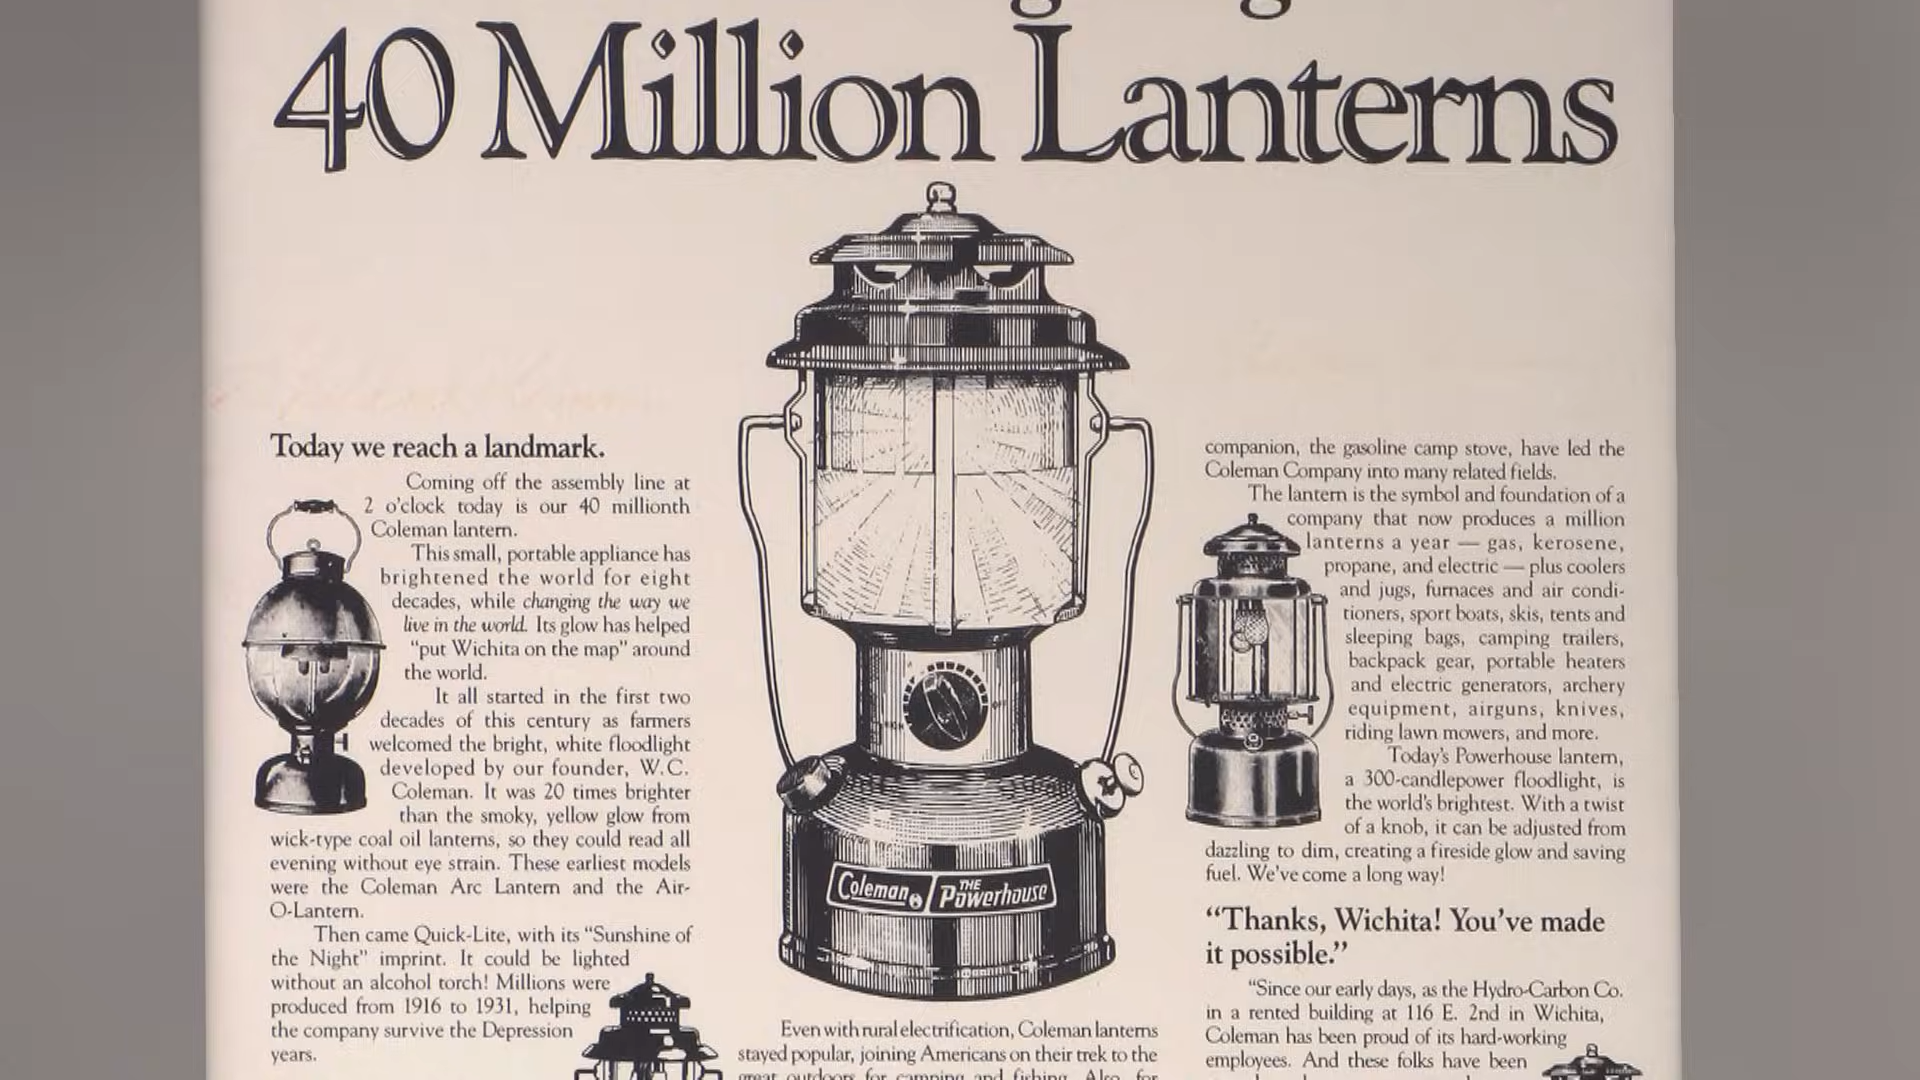 40 Million Lanterns
Today we reach a landmark.
Coming off the assembly line at
2 o'clock today is our 40 millionth
Coleman lantern.
This small, portable appliance has
brightened the world for eight
decades, while changing the way we
live in the world. Its glow has helped
"put Wichita on the map" around
the world.
It all started in the first two
decades of this century as farmers
welcomed the bright, white floodlight
developed by our founder, W.C.
Coleman. It was 20 times brighter
than the smoky, yellow glow from
wick-type coal oil lanterns, so they could read all
evening without eye strain. These earliest models
were the Coleman Arc Lantern and the Air-
O-Lantern.
Then came Quick-Lite, with its "Sunshine of
the Night" imprint. It could be lighted
without an alcohol torch! Millions were
produced from 1916 to 1931, helping
the company survive the Depression
years.
Coleman THE Powerhouse
Even with rural electrification, Coleman lanterns
stayed popular, joining Americans on their trek to the
great outdoors for camping and fishing. Also, for
companion, the gasoline camp stove, have led the
Coleman Company into many related fields.
The lantern is the symbol and foundation of a
company that now produces a million
lanterns a year — gas, kerosene,
propane, and electric — plus coolers
and jugs, furnaces and air condi-
tioners, sport boats, skis, tents and
sleeping bags, camping trailers,
backpack gear, portable heaters
and electric generators, archery
equipment, airguns, knives,
riding lawn mowers, and more.
Today's Powerhouse lantern,
a 300-candlepower floodlight, is
the world's brightest. With a twist
of a knob, it can be adjusted from
dazzling to dim, creating a fireside glow and saving
fuel. We've come a long way!
"Thanks, Wichita! You've made
it possible."
"Since our early days, as the Hydro-Carbon Co.
in a rented building at 116 E. 2nd in Wichita,
Coleman has been proud of its hard-working
employees. And these folks have been